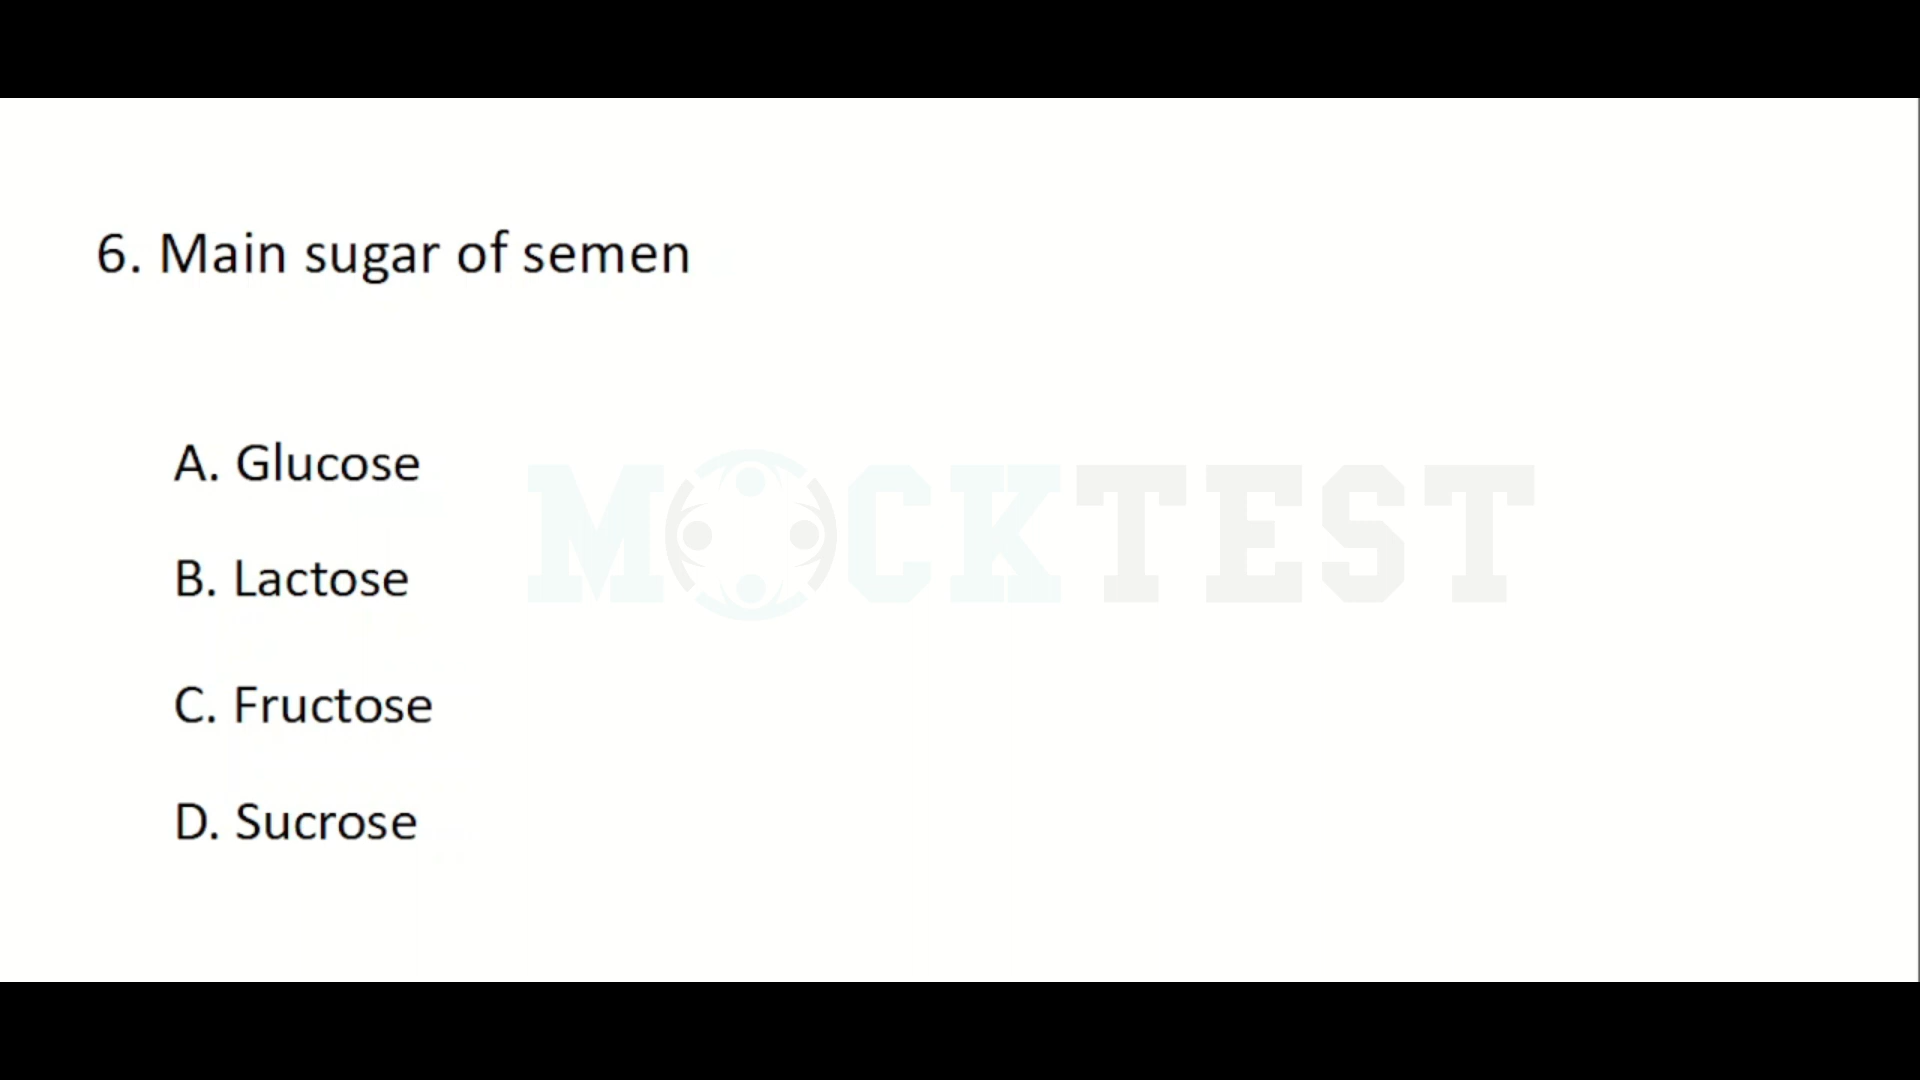 6. Main sugar of semen
A. Glucose
MOCKTEST
B. Lactose
C. Fructose
D. Sucrose